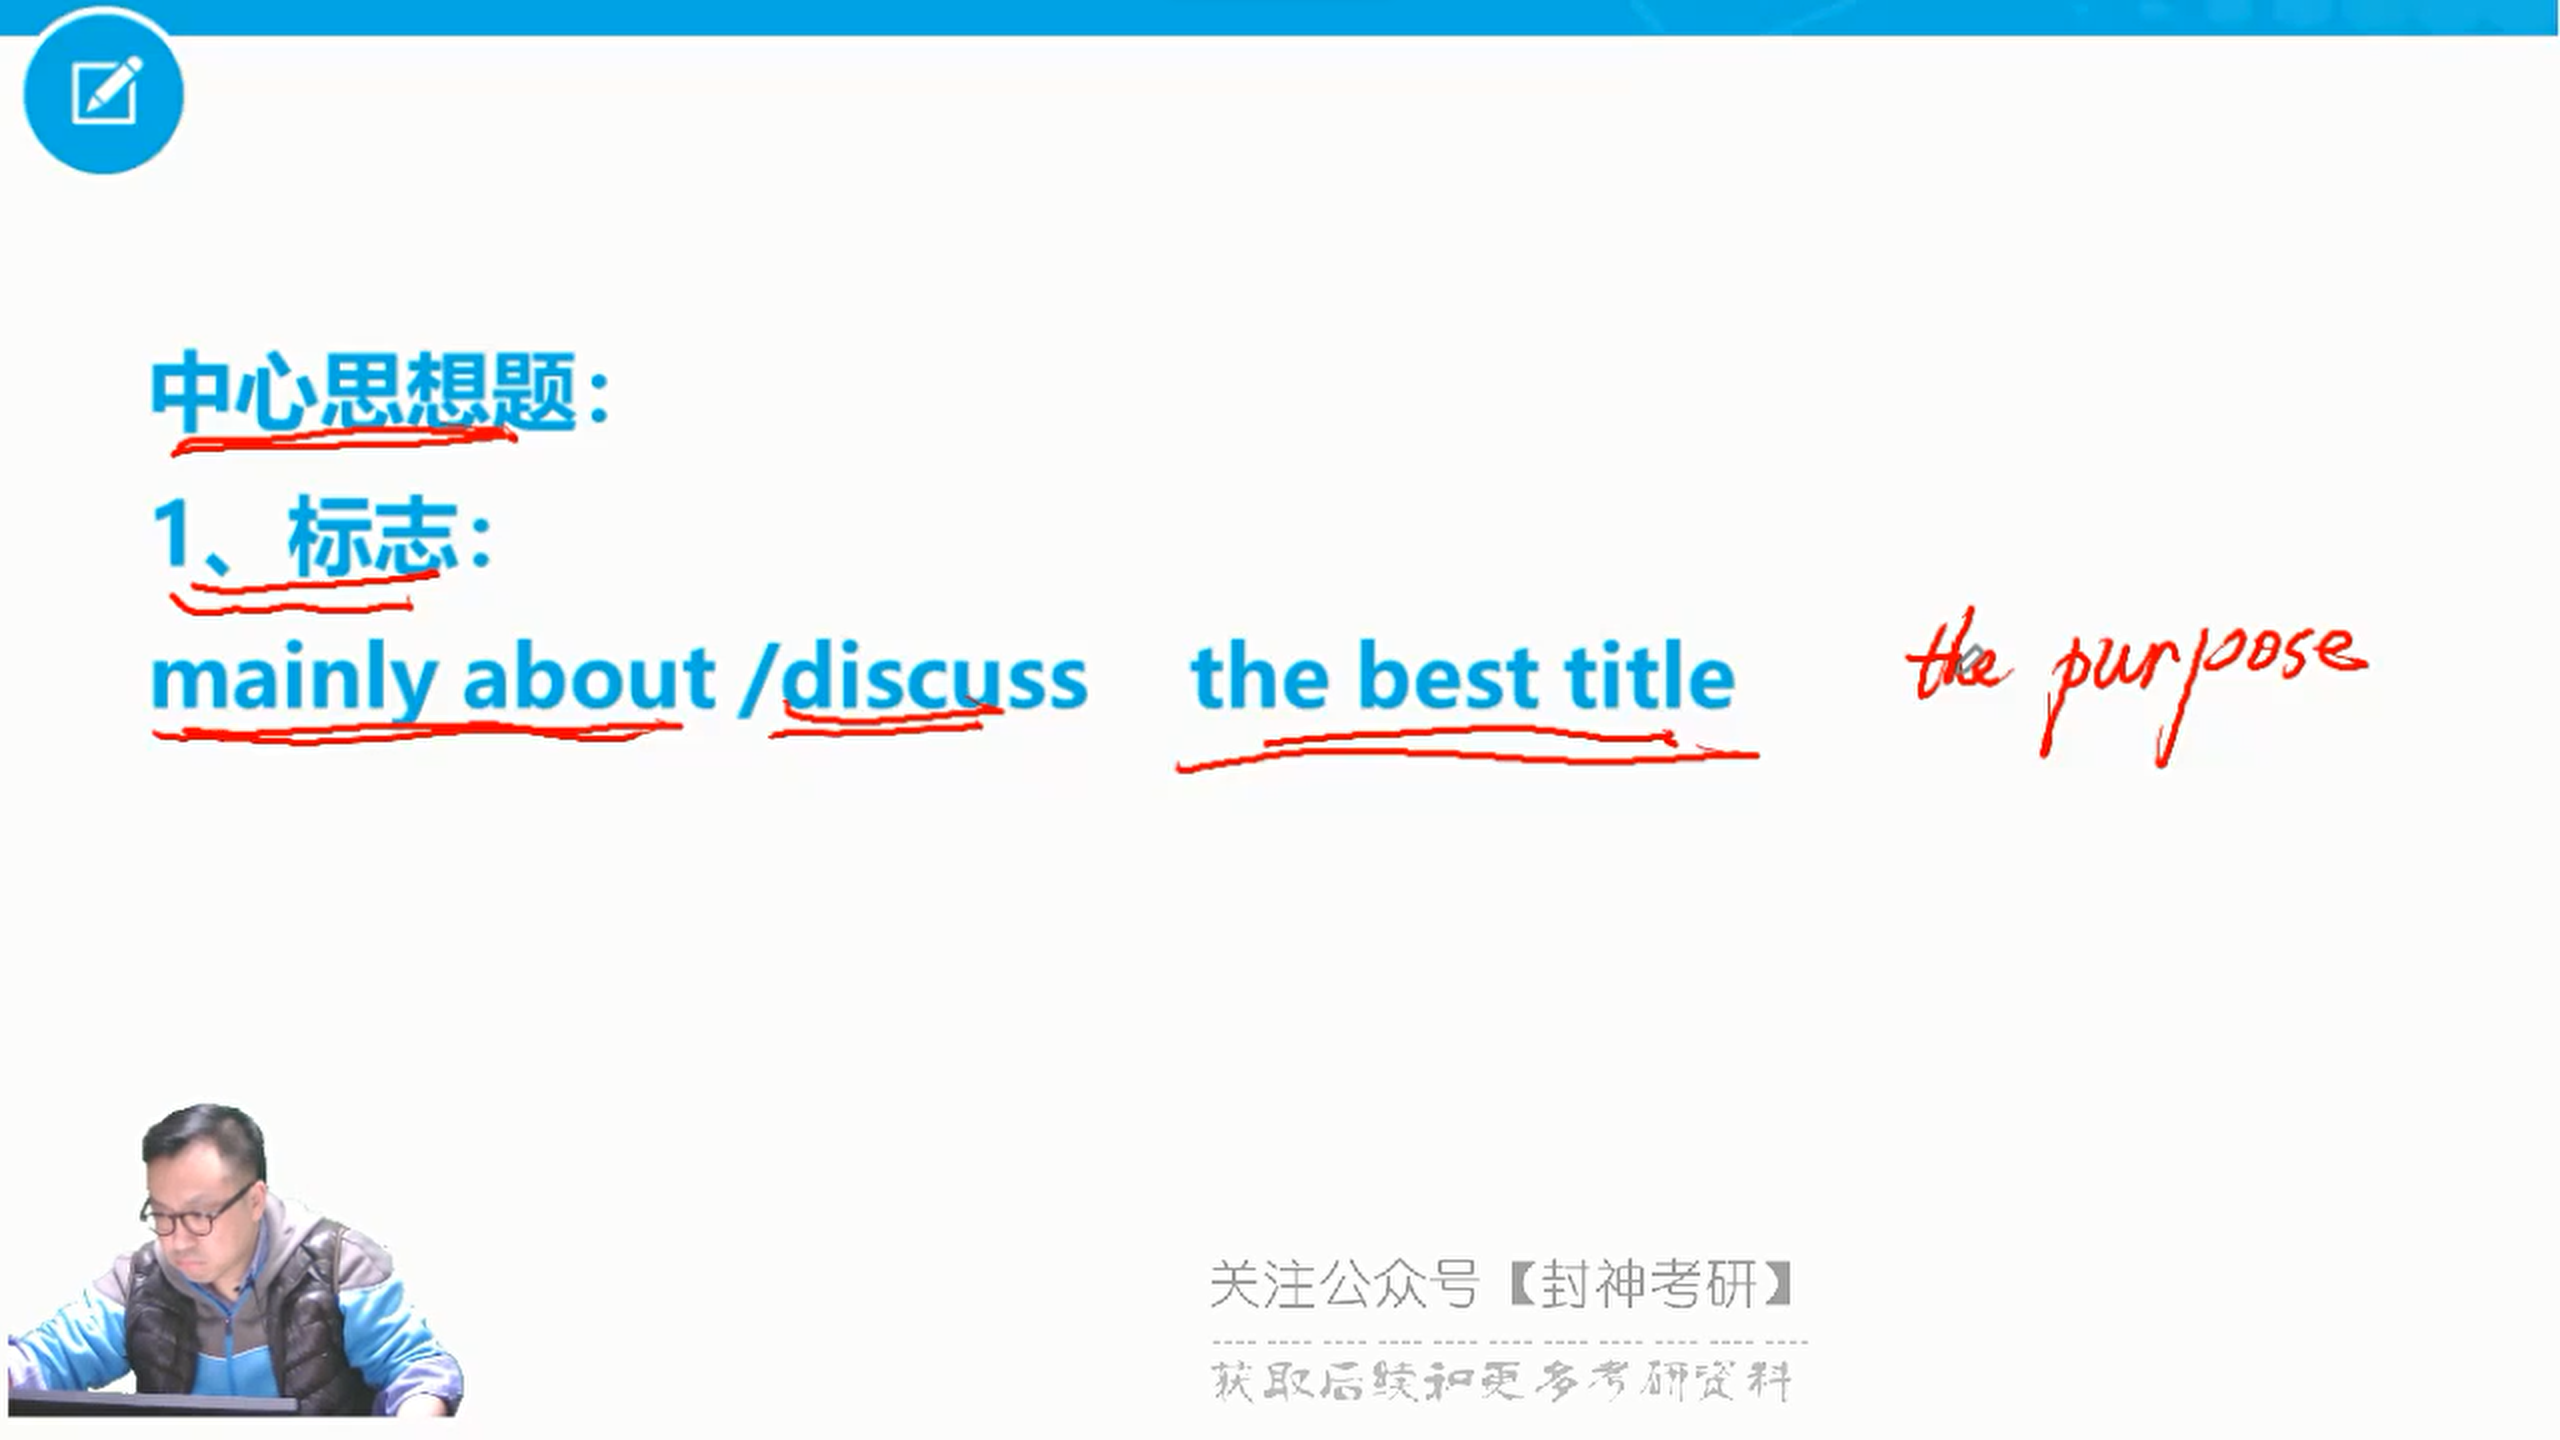 中心思想题：
1、标志：
mainly about /discuss the best title the purpose
关注公众号【封神考研】
获取后续和更多考研资料